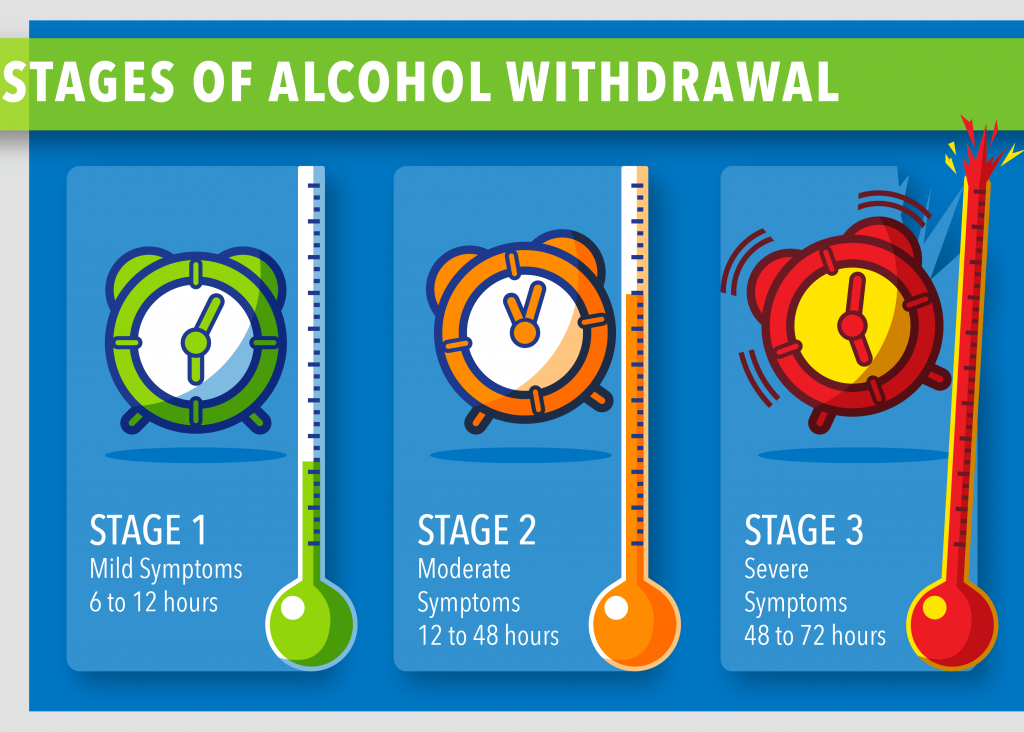 STAGES OF ALCOHOL WITHDRAWAL
STAGE 1
Mild Symptoms
6 to 12 hours
STAGE 2
Moderate
Symptoms
12 to 48 hours
STAGE 3
Severe
Symptoms
48 to 72 hours